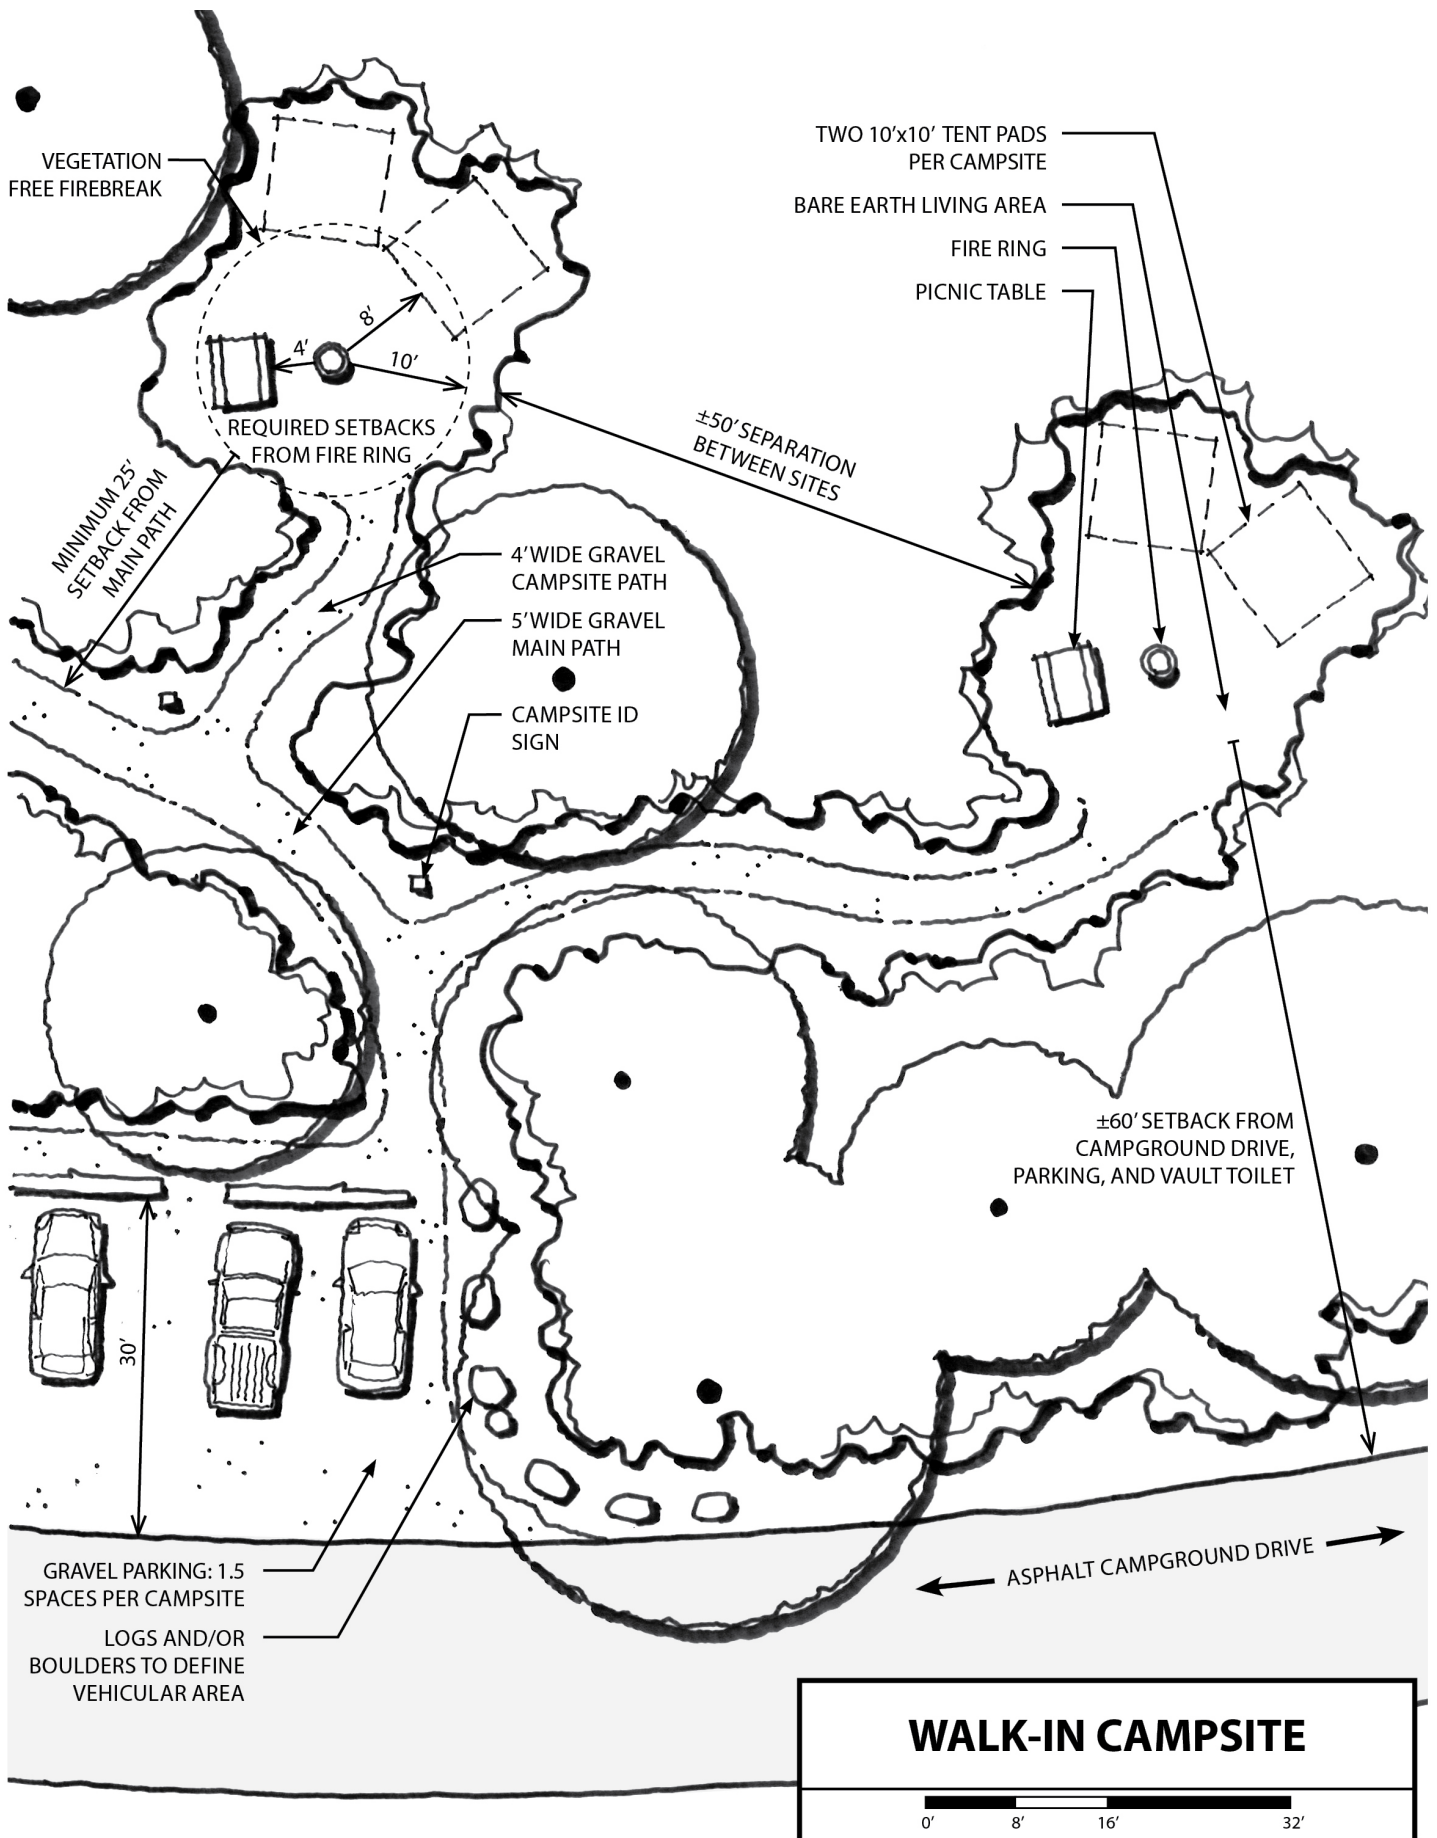 VEGETATION
FREE FIREBREAK
TWO 10’x10’ TENT PADS
PER CAMPSITE
BARE EARTH LIVING AREA
FIRE RING
PICNIC TABLE
8’
4’
10’
REQUIRED SETBACKS
FROM FIRE RING
±50’ SEPARATION
BETWEEN SITES
MINIMUM 25’
SETBACK FROM
MAIN PATH
4’ WIDE GRAVEL
CAMPSITE PATH
5’ WIDE GRAVEL
MAIN PATH
CAMPSITE ID
SIGN
±60’ SETBACK FROM
CAMPGROUND DRIVE,
PARKING, AND VAULT TOILET
30’
GRAVEL PARKING: 1.5
SPACES PER CAMPSITE
LOGS AND/OR
BOULDERS TO DEFINE
VEHICULAR AREA
ASPHALT CAMPGROUND DRIVE
WALK-IN CAMPSITE
0’ 8’ 16’ 32’